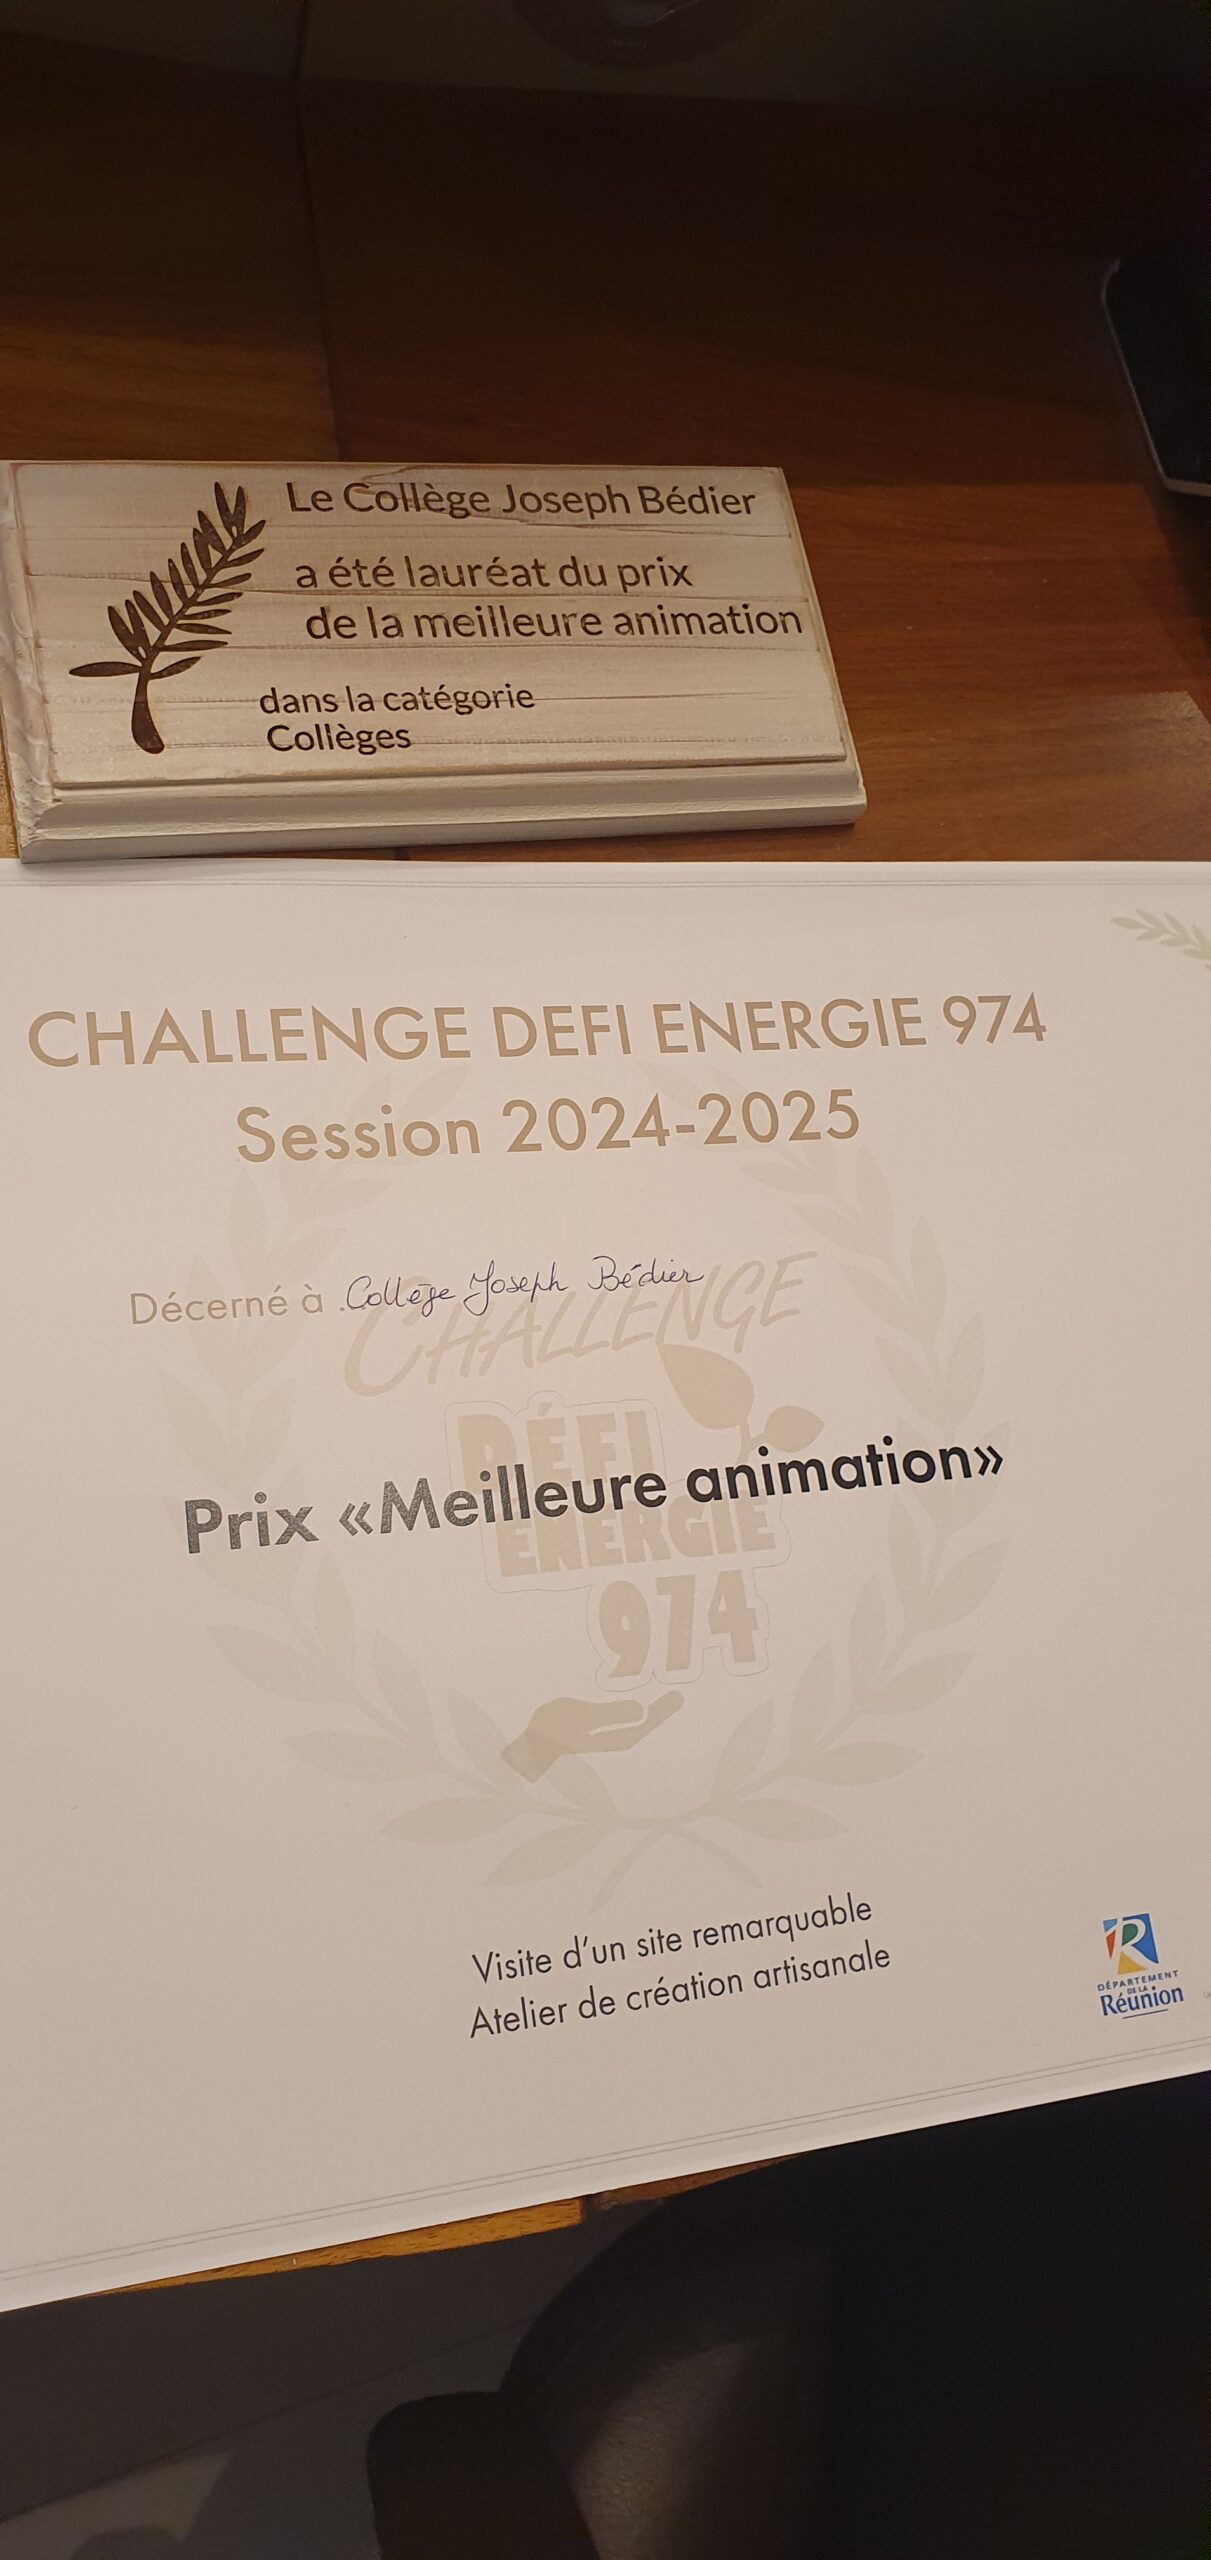 Le Collège Joseph Bédier
a été lauréat du prix
de la meilleure animation
dans la catégorie
Collèges
CHALLENGE DEFI ENERGIE 974
Session 2024-2025
Décerné à Collège Joseph Bédier
CHALLENGE
DÉFI
Prix «Meilleure animation»
ENERGIE
974
Visite d'un site remarquable
Atelier de création artisanale
DÉPARTEMENT
DE LA
Réunion